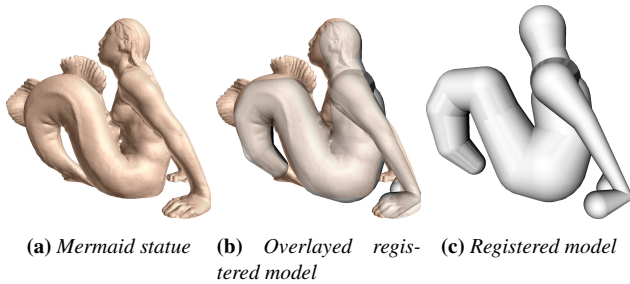 (a) Mermaid statue
(b) Overlayed regis-
tered model
(c) Registered model